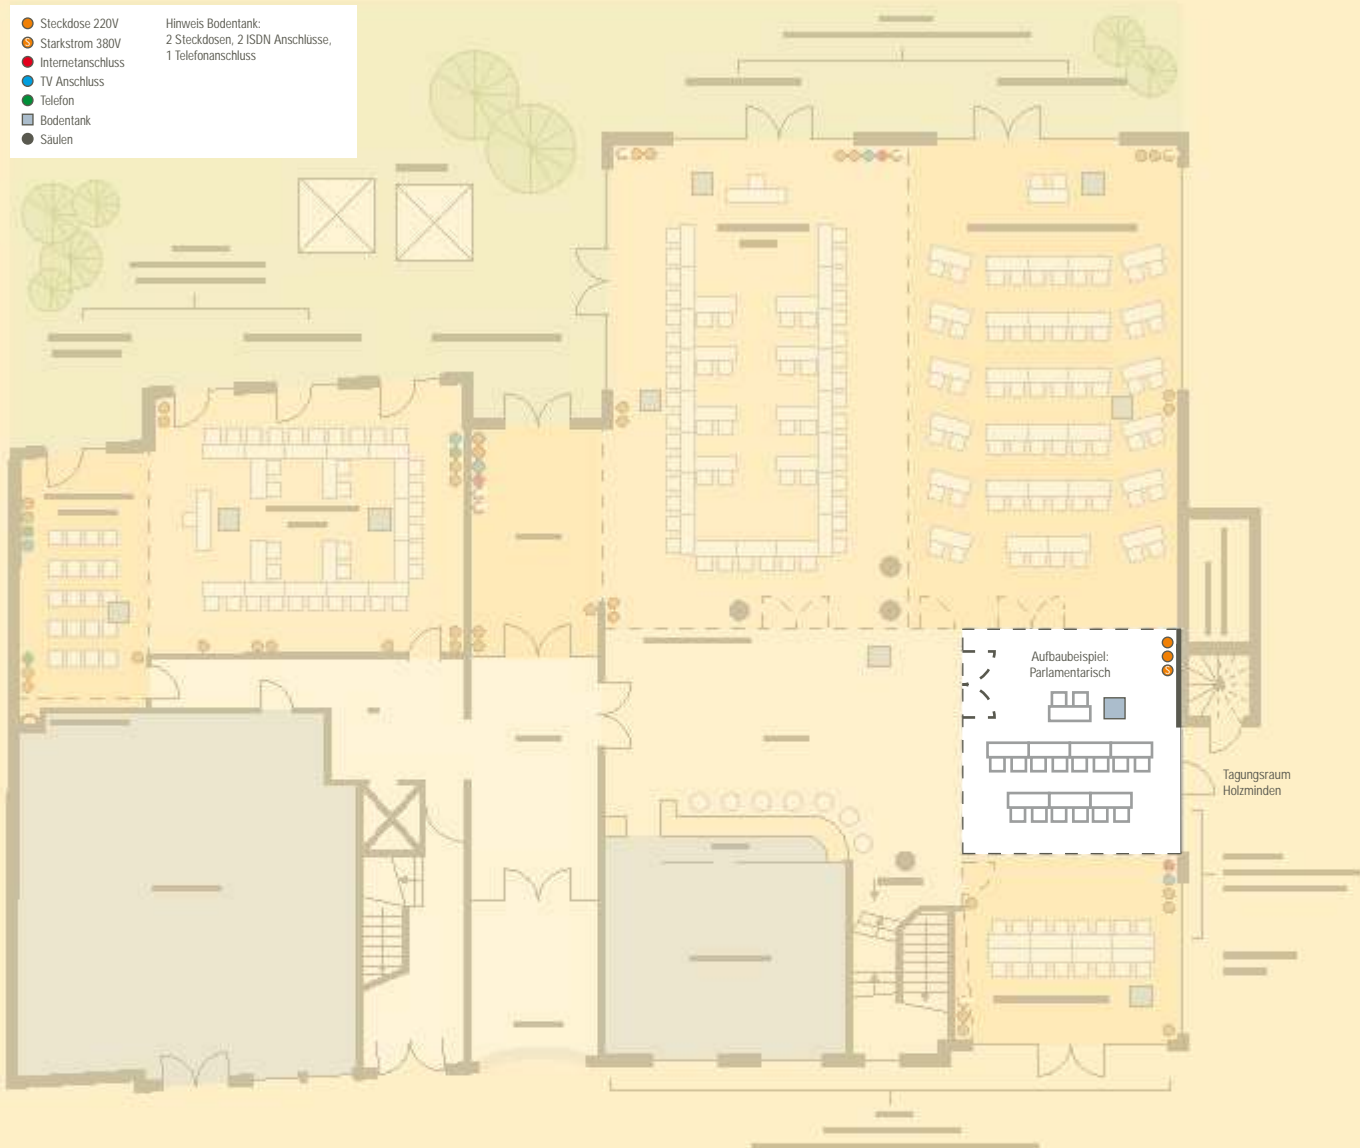 Steckdose 220V
Starkstrom 380V
Internetanschluss
TV Anschluss
Telefon
Bodentank
Säulen
Hinweis Bodentank:
2 Steckdosen, 2 ISDN Anschlüsse,
1 Telefonanschluss
Aufbaubeispiel:
Parlamentarisch
Tagungsraum
Holzminden